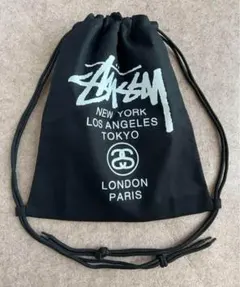 STÜSSY
NEW YORK
LOS ANGELES
TOKYO
LONDON
PARIS